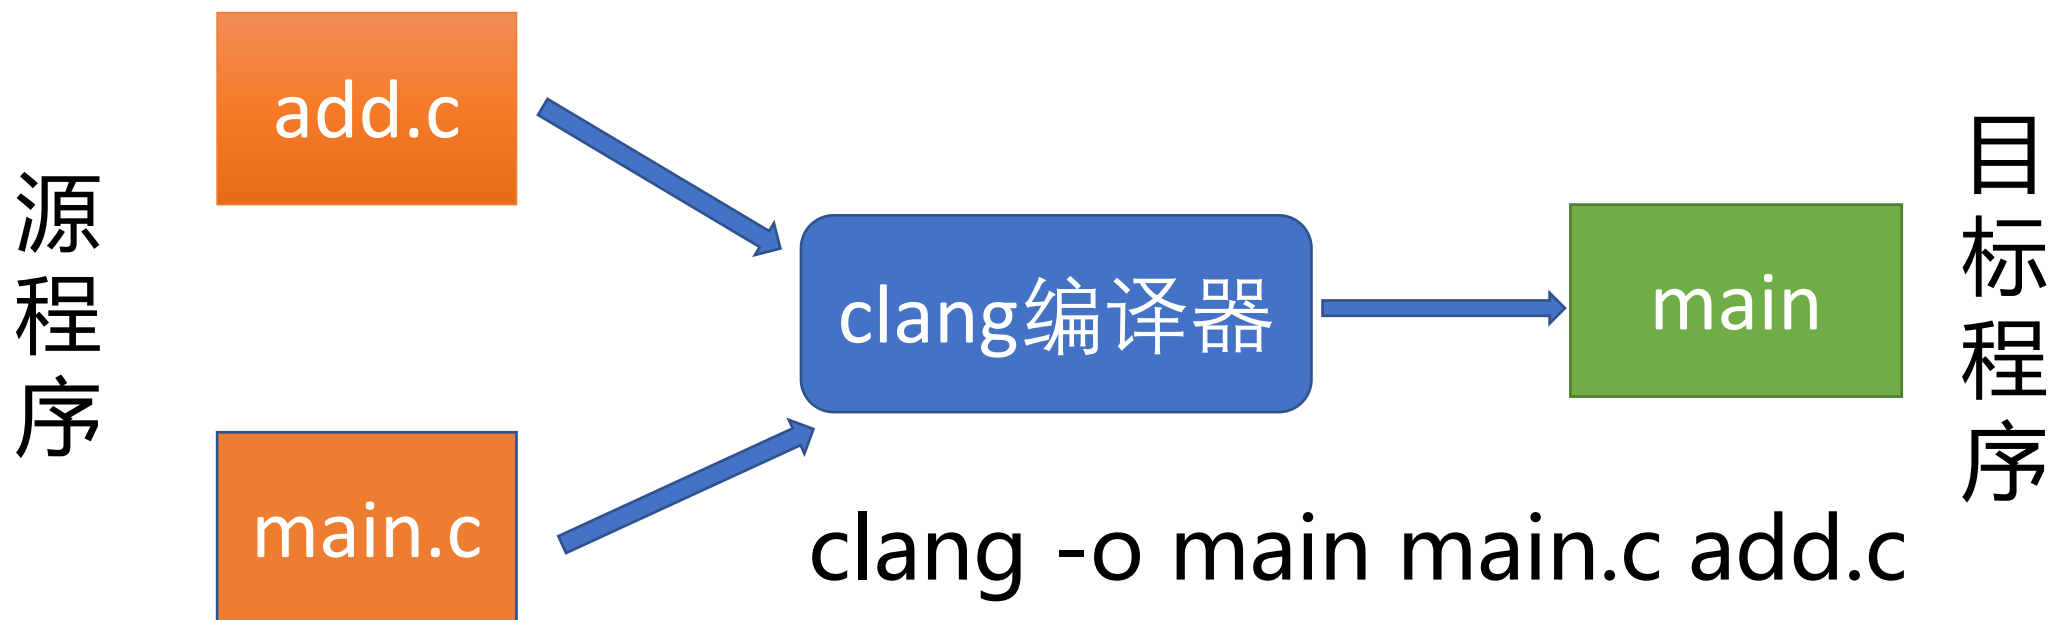 源程序
add.c
main.c
clang编译器
clang -o main main.c add.c
main
目标程序